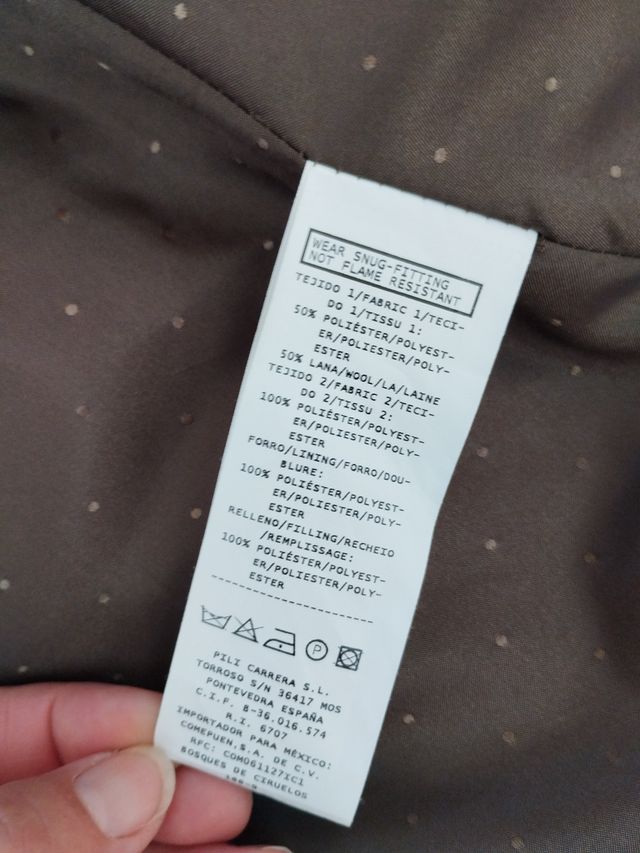 WEAR SNUG-FITTING
NOT FLAME RESISTANT
TEJIDO 1/FABRIC 1/TECI-
DO 1/TISSU 1:
50% POLIÉSTER/POLYEST-
ER/POLIESTER/POLY-
ESTER
50% LANA/WOOL/LA/LAINE
TEJIDO 2/FABRIC 2/TECI-
DO 2/TISSU 2:
100% POLIÉSTER/POLYEST-
ER/POLIESTER/POLY-
ESTER
FORRO/LINING/FORRO/DOU-
BLURE:
100% POLIÉSTER/POLYEST-
ER/POLIESTER/POLY-
ESTER
RELLENO/FILLING/RECHEIO
/REMPLISSAGE:
100% POLIÉSTER/POLYEST-
ER/POLIESTER/POLY-
ESTER
P
PILI CARRERA S.L.
TORROSO S/N 36417 MOS
PONTEVEDRA ESPAÑA
C.I.F. B-36.016.574
R.I. 6707
IMPORTADOR PARA MÉXICO:
COMEPUEN,S.A. DE C.V.
RFC: COM061127IC1
BOSQUES DE CIRUELOS